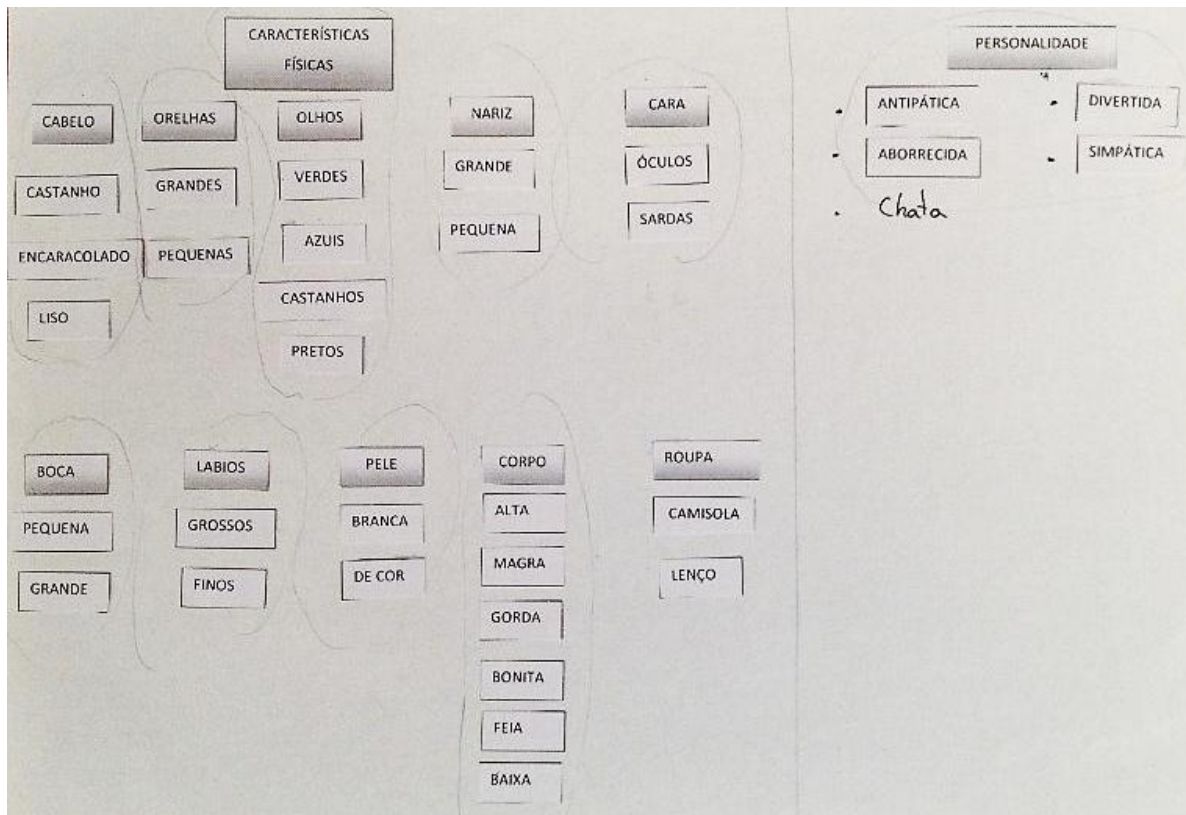 CARACTERÍSTICAS
FÍSICAS
CABELO
CASTANHO
ENCARACOLADO
LISO
ORELHAS
GRANDES
PEQUENAS
OLHOS
VERDES
AZUIS
CASTANHOS
PRETOS
NARIZ
GRANDE
PEQUENA
CARA
ÓCULOS
SARDAS
BOCA
PEQUENA
GRANDE
LABIOS
GROSSOS
FINOS
PELE
BRANCA
DE COR
CORPO
ALTA
MAGRA
GORDA
BONITA
FEIA
BAIXA
ROUPA
CAMISOLA
LENÇO
PERSONALIDADE
ANTIPÁTICA
ABORRECIDA
Chata
DIVERTIDA
SIMPÁTICA